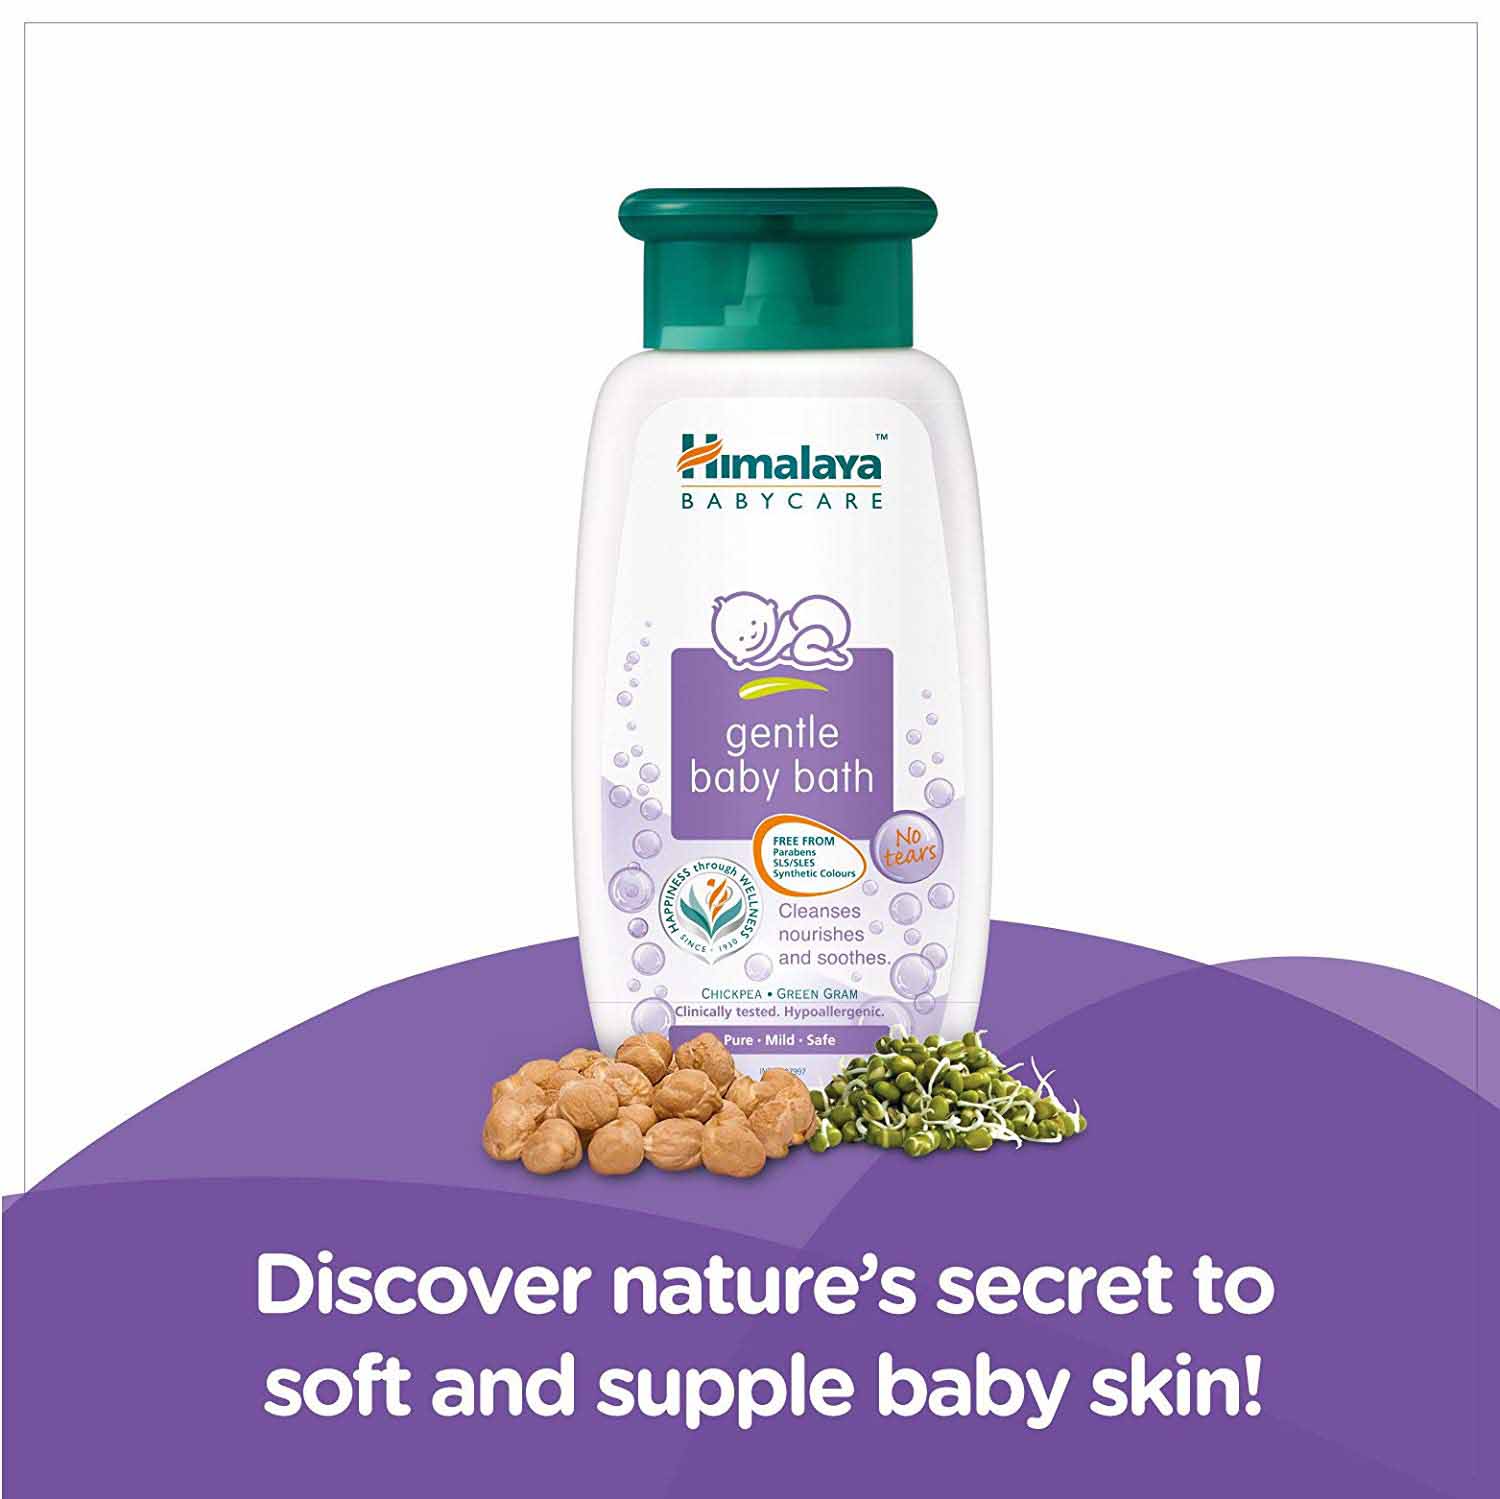 Himalaya™
BABYCARE
gentle
baby bath
No
tears
FREE FROM
Parabens
SLS/SLES
Synthetic Colours
HAPPINESS through WELLNESS
SINCE • 1930
Cleanses
nourishes
and soothes.
CHICKPEA • GREEN GRAM
Clinically tested. Hypoallergenic.
Pure · Mild · Safe
Discover nature’s secret to
soft and supple baby skin!